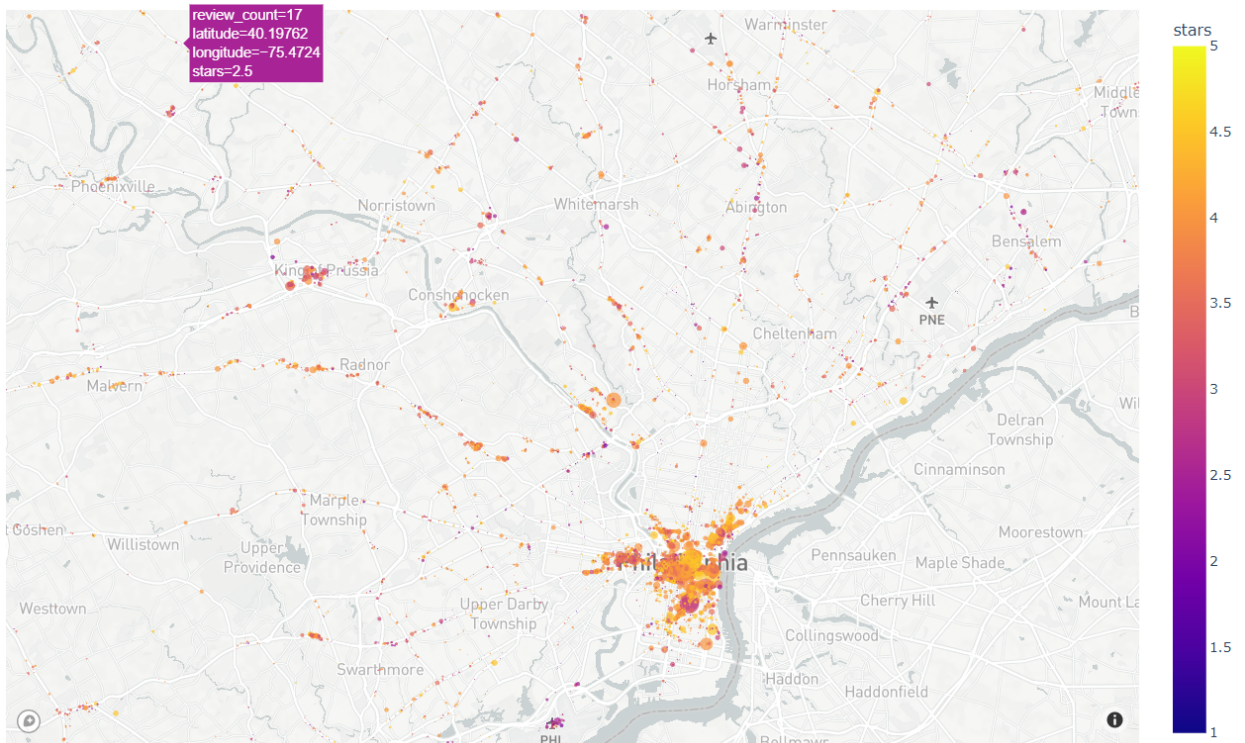 review_count=17
latitude=40.19762
longitude=−75.4724
stars=2.5
stars
5
4.5
4
3.5
3
2.5
2
1.5
1
Warminster
Horsham
Middle
Town
Phoenixville
Norristown
Whitemarsh
Abington
Bensalem
King of Prussia
Conshohocken
PNE
B
Cheltenham
Radnor
Malvern
Wil
Delran
Township
Cinnaminson
Marple
Township
t Goshen
Willistown
Upper
Providence
Moorestown
Philadelphia
Pennsauken
Maple Shade
Westtown
Upper Darby
Township
Cherry Hill
Mount La
Collingswood
Swarthmore
Haddon
Haddonfield
PHL
Bellmawr